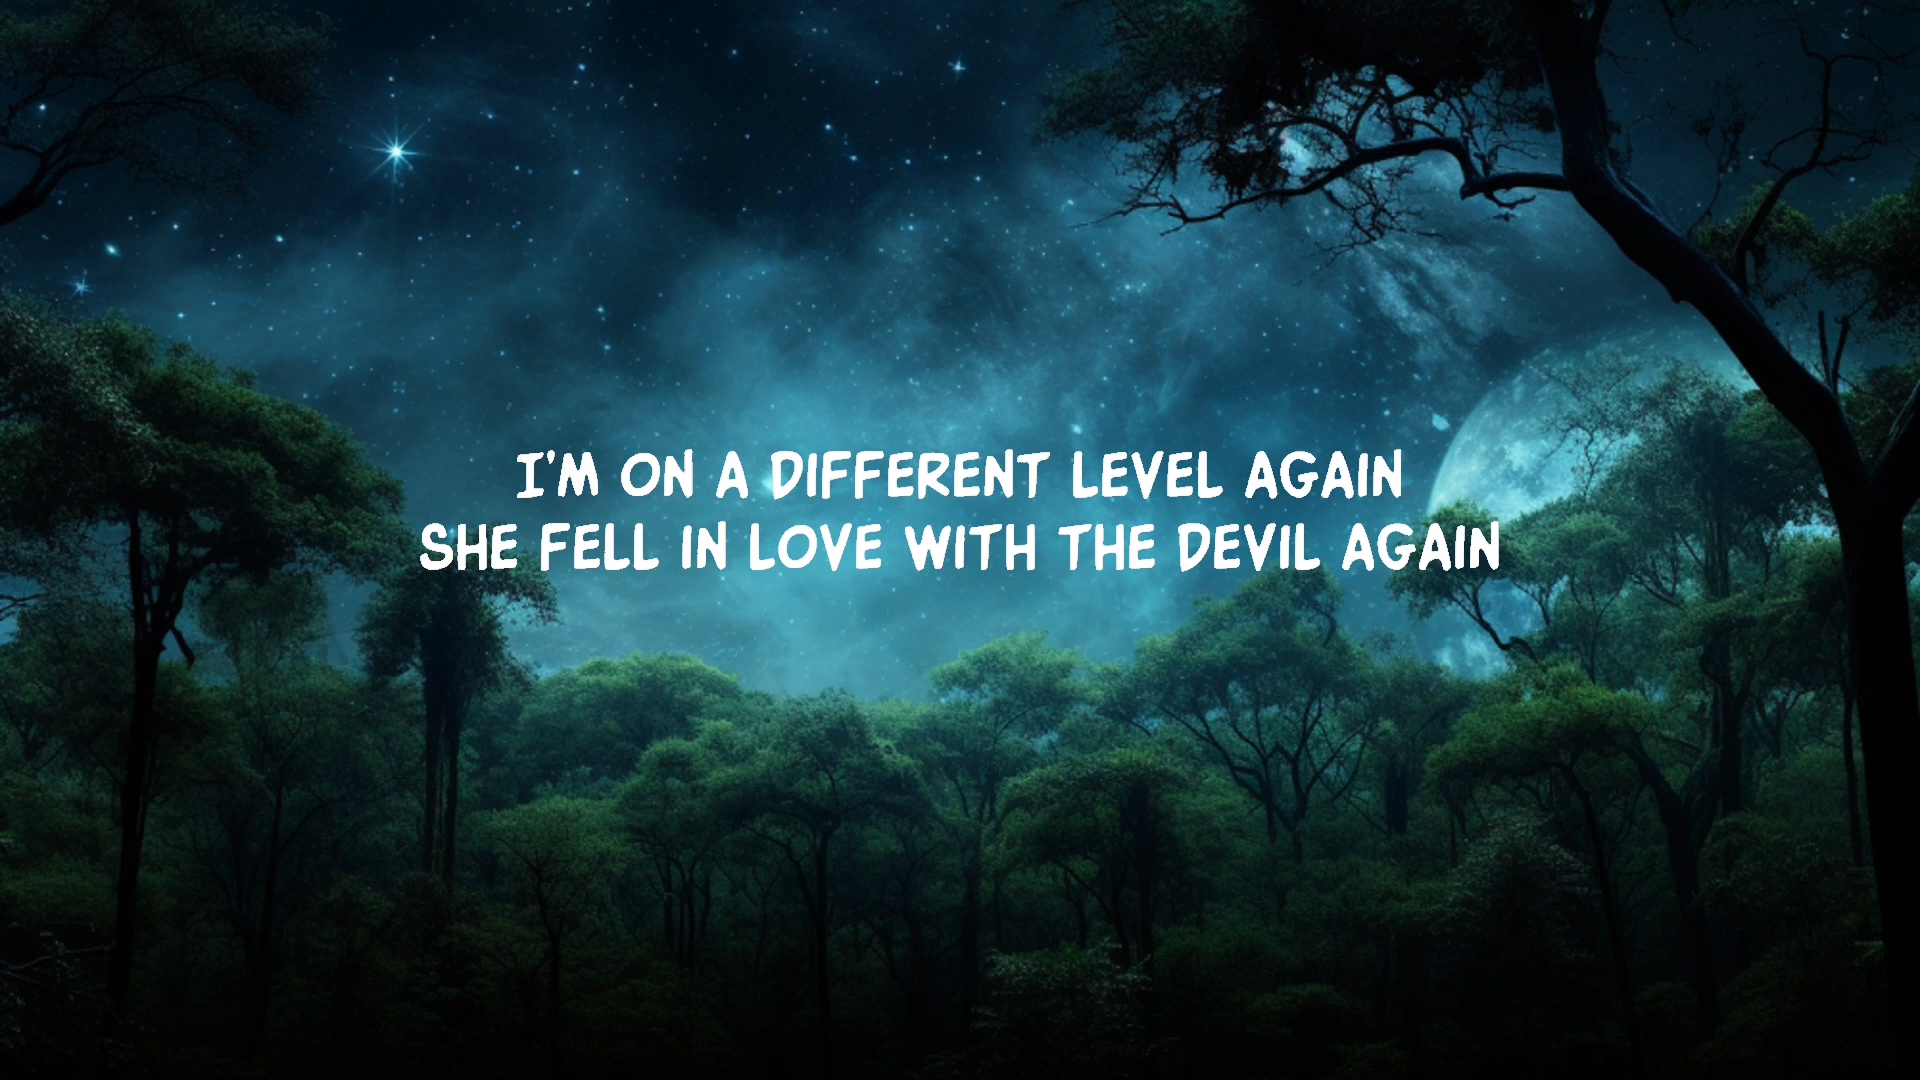 I'M ON A DIFFERENT LEVEL AGAIN
SHE FELL IN LOVE WITH THE DEVIL AGAIN